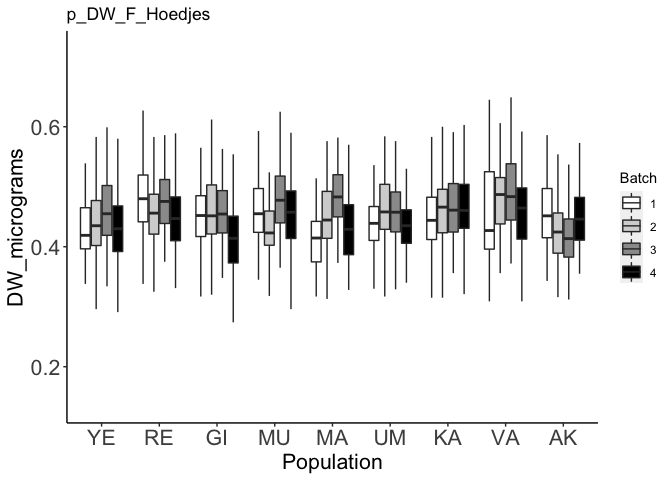 p_DW_F_Hoedjes
DW_micrograms
0.6
0.4
0.2
YE RE GI MU MA UM KA VA AK
Population
Batch
1
2
3
4